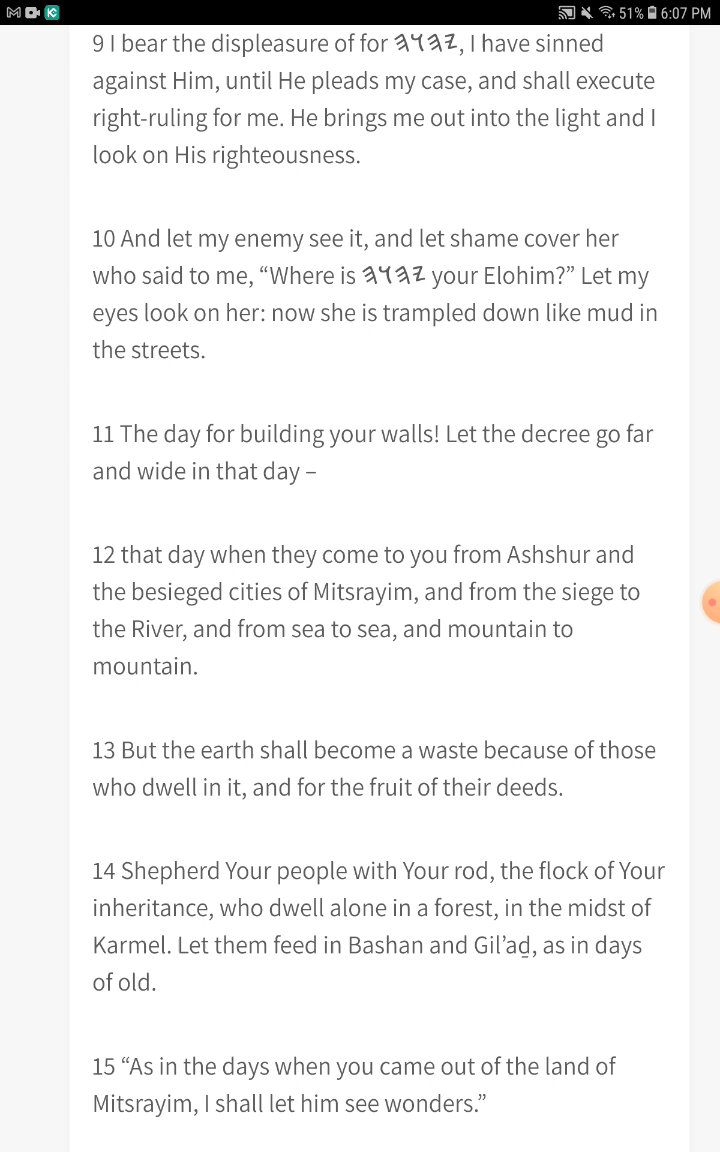 51% 6:07 PM
9 I bear the displeasure of for 𐤉𐤄𐤅𐤄, I have sinned
against Him, until He pleads my case, and shall execute
right-ruling for me. He brings me out into the light and I
look on His righteousness.
10 And let my enemy see it, and let shame cover her
who said to me, “Where is 𐤉𐤄𐤅𐤄 your Elohim?” Let my
eyes look on her: now she is trampled down like mud in
the streets.
11 The day for building your walls! Let the decree go far
and wide in that day –
12 that day when they come to you from Ashshur and
the besieged cities of Mitsrayim, and from the siege to
the River, and from sea to sea, and mountain to
mountain.
13 But the earth shall become a waste because of those
who dwell in it, and for the fruit of their deeds.
14 Shepherd Your people with Your rod, the flock of Your
inheritance, who dwell alone in a forest, in the midst of
Karmel. Let them feed in Bashan and Gil’aḏ, as in days
of old.
15 “As in the days when you came out of the land of
Mitsrayim, I shall let him see wonders.”